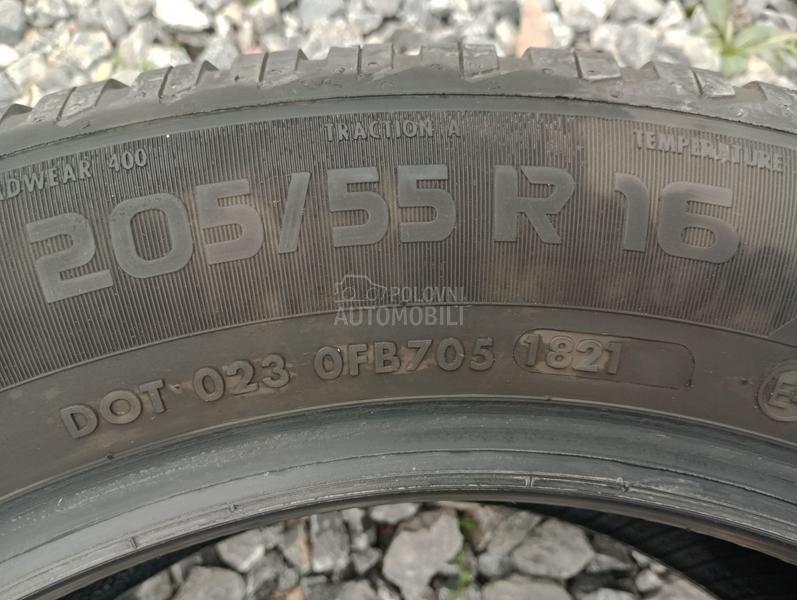 ADWEAR 400 TRACTION A TEMPERATURE
205/55 R 16
POLOVNI
AUTOMOBILI
DOT 023 0FB705 1821
E